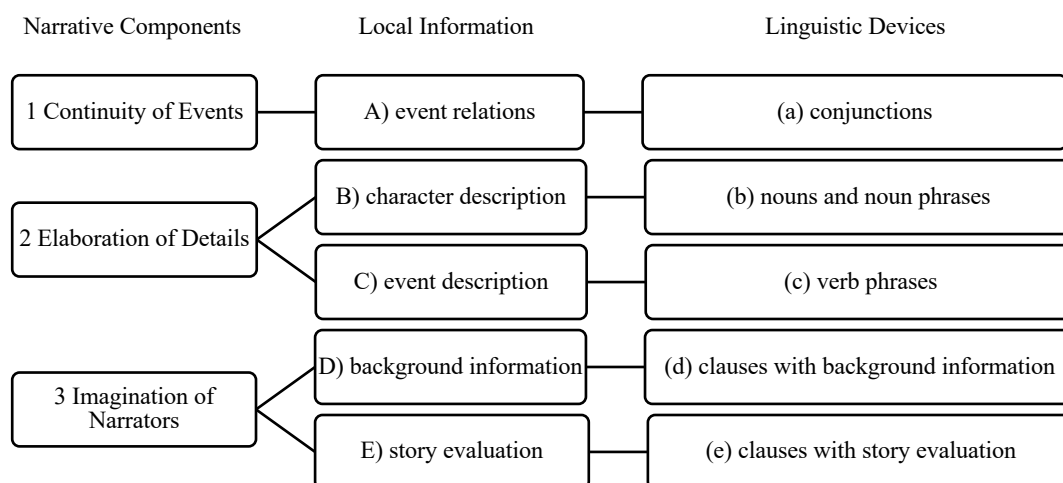 Narrative Components
Local Information
Linguistic Devices
1 Continuity of Events
A) event relations
(a) conjunctions
2 Elaboration of Details
B) character description
(b) nouns and noun phrases
C) event description
(c) verb phrases
3 Imagination of
Narrators
D) background information
(d) clauses with background information
E) story evaluation
(e) clauses with story evaluation